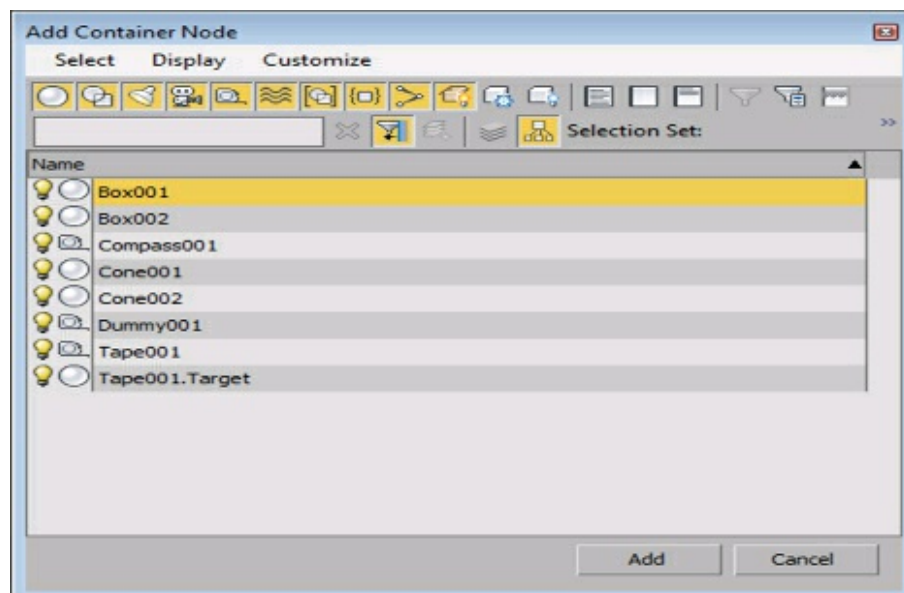 Add Container Node
Select Display Customize
Selection Set:
Name
Box001
Box002
Compass001
Cone001
Cone002
Dummy001
Tape001
Tape001.Target
Add Cancel